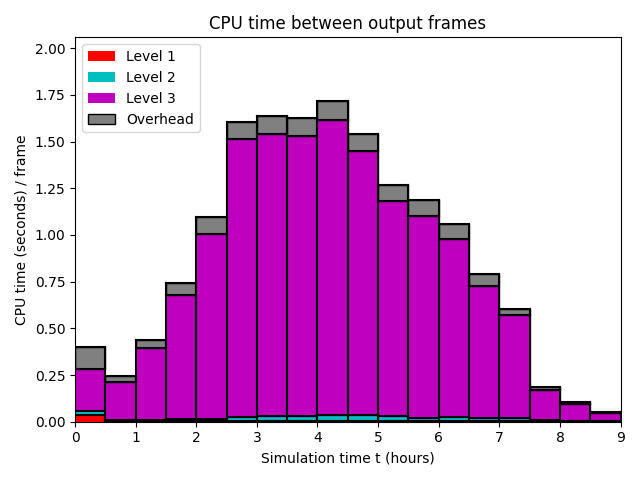 CPU time between output frames
2.00
1.75
1.50
1.25
1.00
0.75
0.50
0.25
0.00
CPU time (seconds) / frame
Level 1
Level 2
Level 3
Overhead
0 1 2 3 4 5 6 7 8 9
Simulation time t (hours)